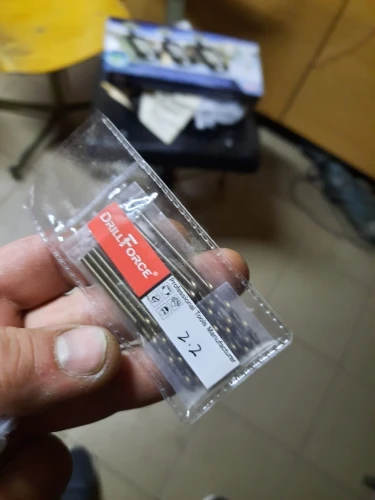 DRILLFORCE®
Professional Tools Manufacturer
2.2